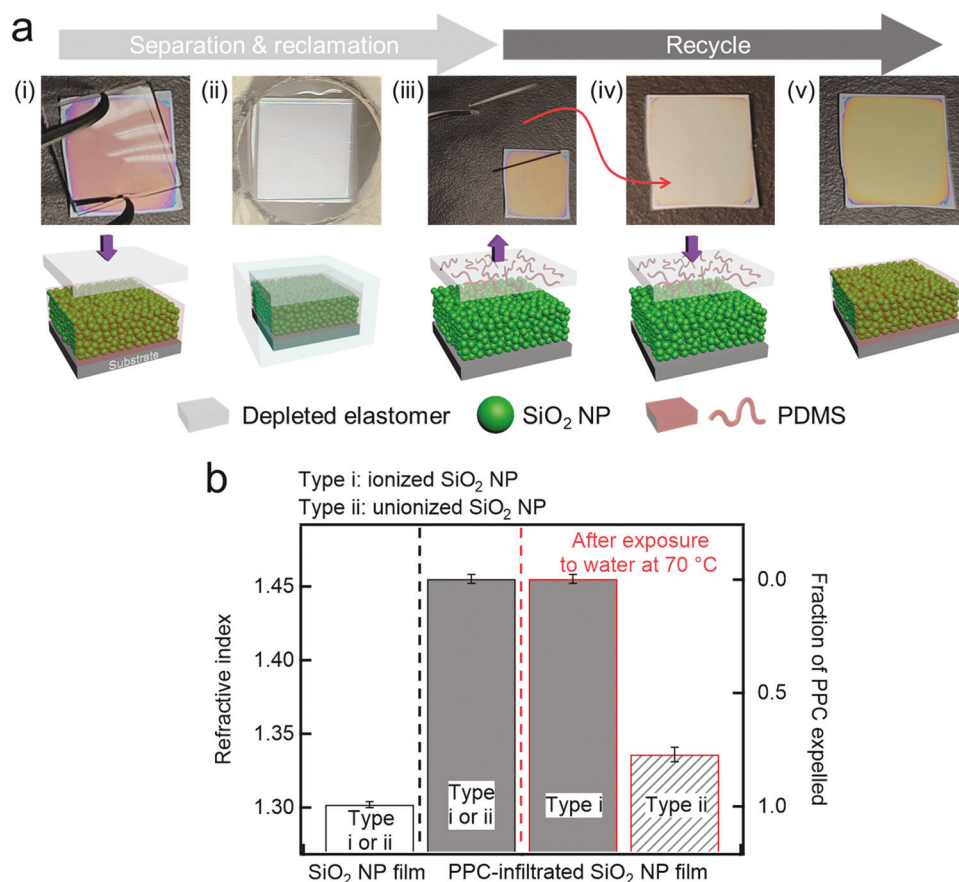 a
Separation & reclamation
Recycle
(i)
(ii)
(iii)
(iv)
(v)
Substrate
Depleted elastomer
SiO₂ NP
PDMS
b
Type i: ionized SiO₂ NP
Type ii: unionized SiO₂ NP
After exposure
to water at 70 °C
Refractive index
1.45
1.40
1.35
1.30
Type
i or ii
Type
i or ii
Type i
Type ii
0.0
0.5
1.0
Fraction of PPC expelled
SiO₂ NP film
PPC-infiltrated SiO₂ NP film